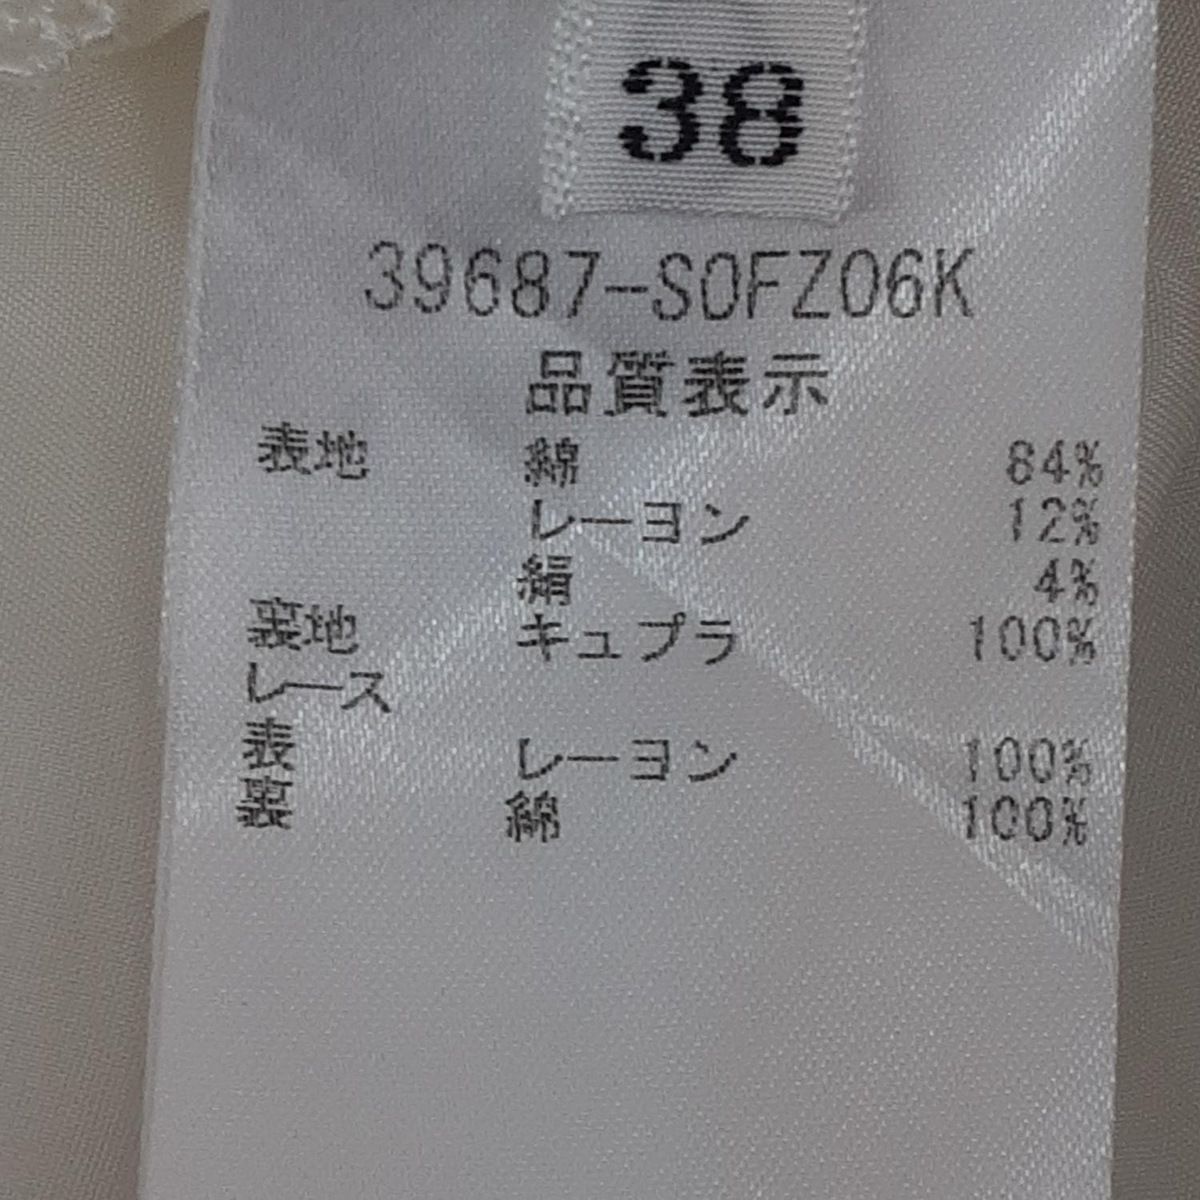 38
39687-SOFZ06K
品質表示
表地 綿 84%
レーヨン 12%
絹 4%
裏地 キュプラ 100%
レース
表 レーヨン 100%
裏 綿 100%